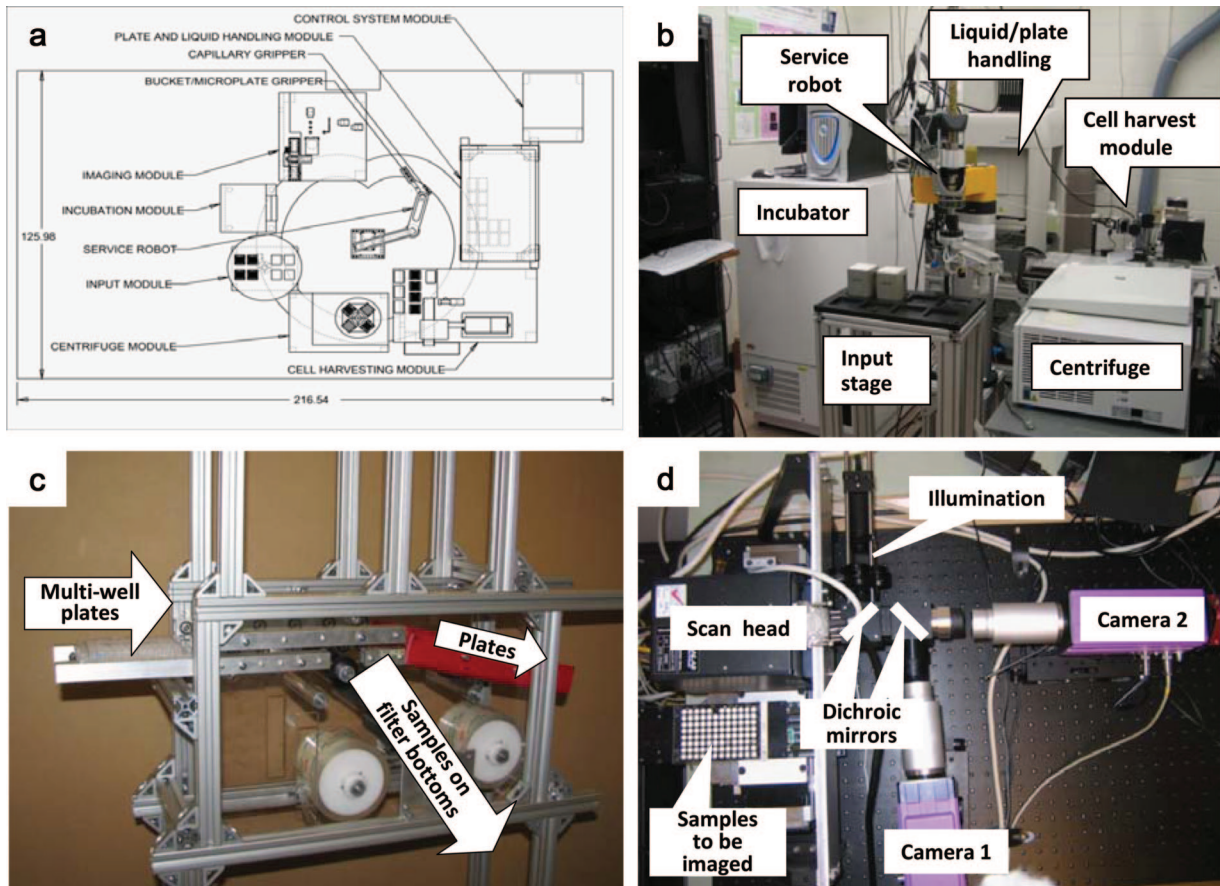 a
CONTROL SYSTEM MODULE
PLATE AND LIQUID HANDLING MODULE
CAPILLARY GRIPPER
BUCKET/MICROPLATE GRIPPER
IMAGING MODULE
INCUBATION MODULE
125.98
SERVICE ROBOT
INPUT MODULE
CENTRIFUGE MODULE
CELL HARVESTING MODULE
216.54
b
Service
robot
Liquid/plate
handling
Cell harvest
module
Incubator
Input
stage
Centrifuge
c
Multi-well
plates
Plates
Samples on
filter bottoms
d
Illumination
Scan head
Camera 2
Dichroic
mirrors
Samples
to be
imaged
Camera 1